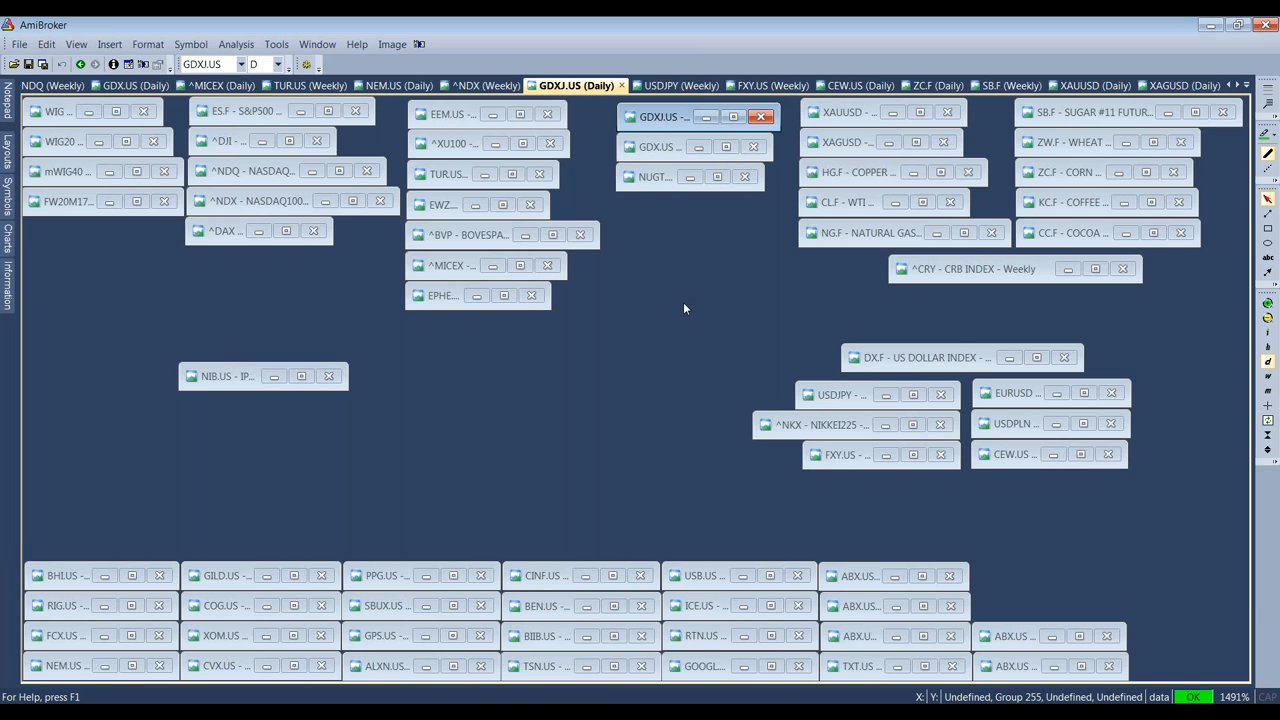 AmiBroker
File Edit View Insert Format Symbol Analysis Tools Window Help Image
GDXJ.US D
NDQ (Weekly) GDXJ.US (Daily) ^MICEX (Daily) TUR.US (Weekly) NEM.US (Daily) ^NDX (Weekly) GDXJ.US (Daily) USDJPY (Weekly) FXY.US (Weekly) CEW.US (Daily) ZC.F (Daily) SB.F (Weekly) XAUUSD (Daily) XAGUSD (Daily)
Notepad
Layouts
Symbols
Charts
Information
WIG ...
WIG20 ...
mWIG40 ...
FW20M17...
ES.F - S&P500 ...
^DJI - ...
^NDQ - NASDAQ...
^NDX - NASDAQ100...
^DAX ...
EEM.US -...
^XU100 -...
TUR.US...
EWZ....
^BVP - BOVESPA...
^MICEX -...
EPHE....
GDXJ.US -...
GDX.US ...
NUGT....
XAUUSD - ...
XAGUSD - ...
HG.F - COPPER ...
CL.F - WTI ...
NG.F - NATURAL GAS...
SB.F - SUGAR #11 FUTUR...
ZW.F - WHEAT ...
ZC.F - CORN ...
KC.F - COFFEE ...
CC.F - COCOA ...
^CRY - CRB INDEX - Weekly
NIB.US - IP...
DX.F - US DOLLAR INDEX - ...
USDJPY - ...
^NKX - NIKKEI225 -...
FXY.US - ...
EURUSD ...
USDPLN ...
CEW.US ...
BHI.US -... GILD.US -... PPG.US -... CINF.US ... USB.US ... ABX.US...
RIG.US ... COG.US ... SBUX.US ... BEN.US -... ICE.US ... ABX.US...
FCX.US ... XOM.US ... GPS.US -... BIIB.US ... RTN.US ... ABX.U... ABX.US ...
NEM.US ... CVX.US ... ALXN.US... TSN.US ... GOOGL... TXT.US ... ABX.US ...
abc
i
h
d
w
m
For Help, press F1 X: Y: Undefined, Group 255, Undefined, Undefined data OK 1491% CAP